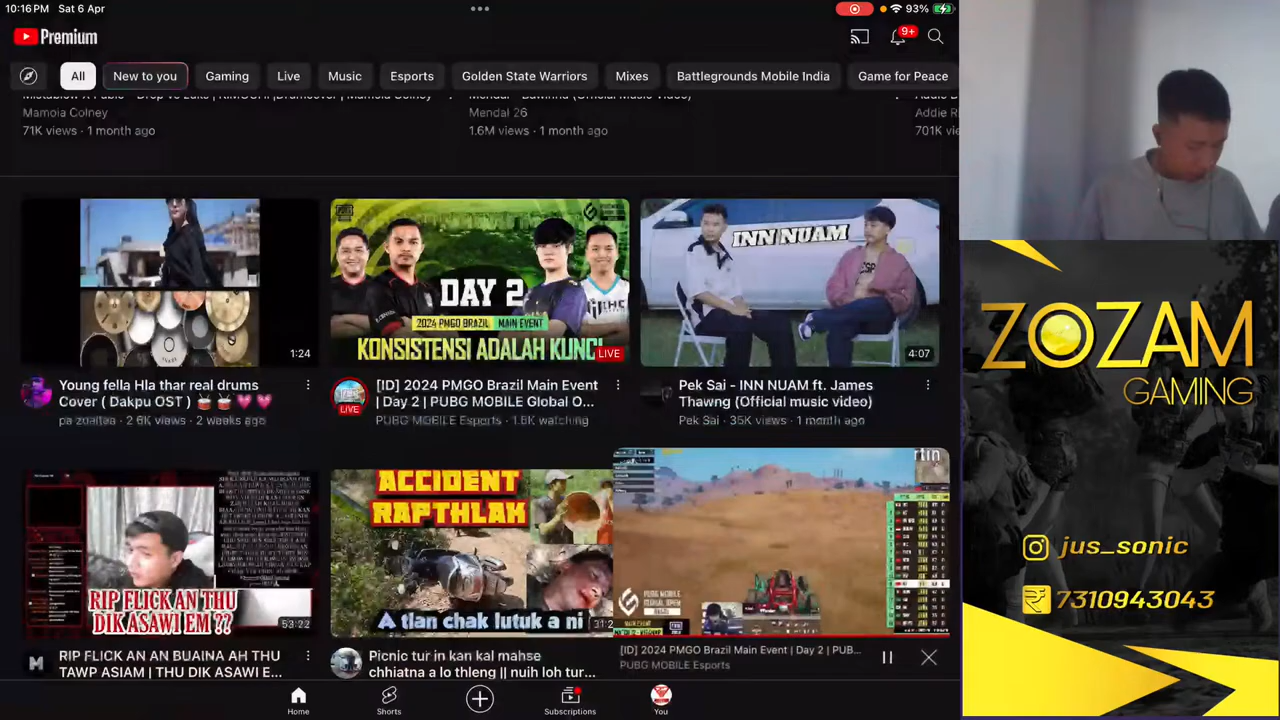 10:16 PM Sat 6 Apr
93%
Premium
9+
All
New to you
Gaming
Live
Music
Esports
Golden State Warriors
Mixes
Battlegrounds Mobile India
Game for Peace
Mamoia Colney
71K views · 1 month ago
Mendal 26
1.6M views · 1 month ago
Addie R
701K vie
1:24
DAY 2
2024 PMGO BRAZIL MAIN EVENT
KONSISTENSI ADALAH KUNCI
LIVE
INN NUAM
4:07
Young fella Hla thar real drums
Cover ( Dakpu OST ) 🥁 🥁 💗💗
pa zualtea · 2.6K views · 2 weeks ago
LIVE
[ID] 2024 PMGO Brazil Main Event
| Day 2 | PUBG MOBILE Global O...
PUBG MOBILE Esports · 1.6K watching
Pek Sai - INN NUAM ft. James
Thawng (Official music video)
Pek Sai · 35K views · 1 month ago
RIP FLICK AN THU
DIK ASAWI EM ??
53:22
ACCIDENT
RAPTHLAK
A tlan chak lutuk a ni
31:2
rtin
RIP FLICK AN AN BUAINA AH THU
TAWP ASIAM | THU DIK ASAWI E...
Picnic tur in kan kal mahse
chhiatna a lo thleng || nuih loh tur...
[ID] 2024 PMGO Brazil Main Event | Day 2 | PUB...
PUBG MOBILE Esports
Home
Shorts
Subscriptions
You
ZOZAM
GAMING
jus_sonic
₹ 7310943043